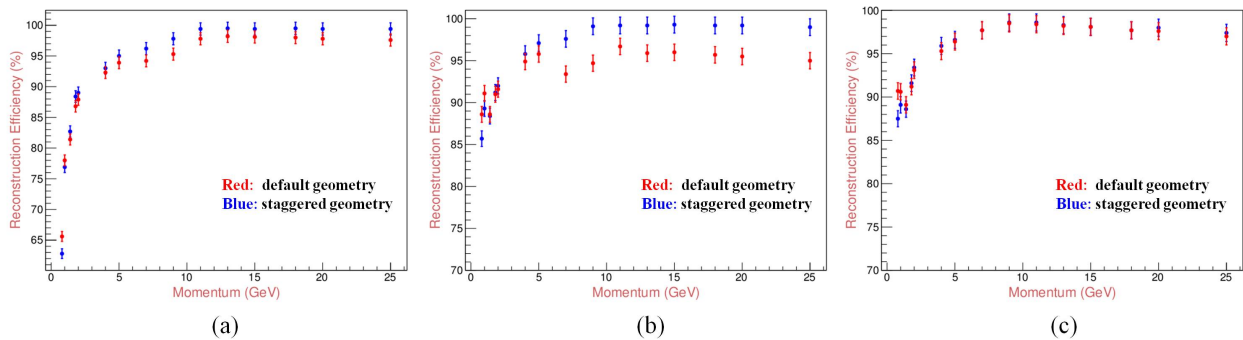 100
95
90
85
80
75
70
65
Reconstruction Efficiency (%)
Red: default geometry
Blue: staggered geometry
0 5 10 15 20 25
Momentum (GeV)
(a)
100
95
90
85
80
75
70
Reconstruction Efficiency (%)
Red: default geometry
Blue: staggered geometry
0 5 10 15 20 25
Momentum (GeV)
(b)
100
95
90
85
80
75
70
Reconstruction Efficiency (%)
Red: default geometry
Blue: staggered geometry
0 5 10 15 20 25
Momentum (GeV)
(c)